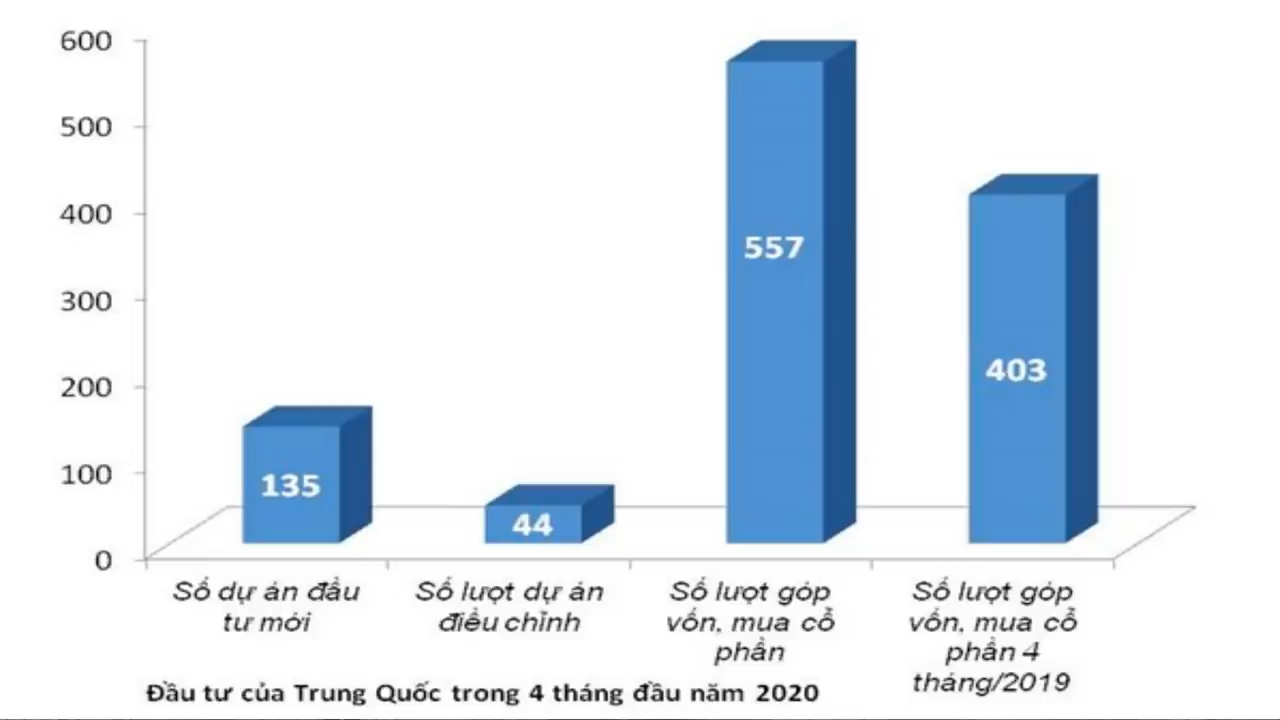 600
500
400
300
200
100
0
135
44
557
403
Số dự án đầu
tư mới
Số lượt dự án
điều chỉnh
Số lượt góp
vốn, mua cổ
phần
Số lượt góp
vốn, mua cổ
phần 4
tháng/2019
Đầu tư của Trung Quốc trong 4 tháng đầu năm 2020